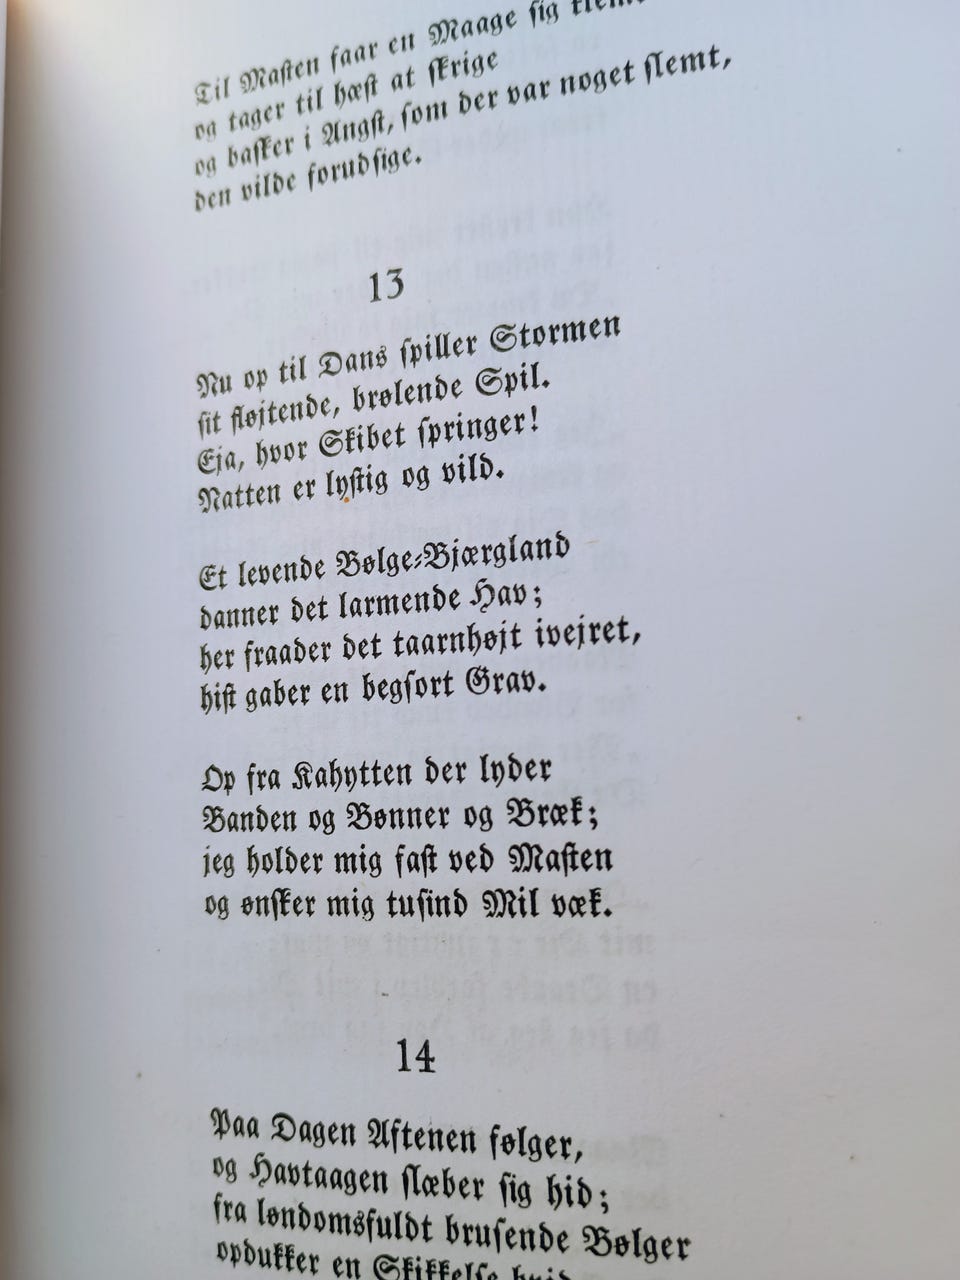 Til Masten faar en Maage sig
og tager til hæst at skrige
og basker i Angst, som der var noget slemt,
den vilde forudsige.
13
Nu op til Dans spiller Stormen
sit fløjtende, brølende Spil.
Eja, hvor Skibet springer!
Natten er lystig og vild.
Et levende Bølge-Bjærgland
danner det larmende Hav;
her fraader det taarnhøjt ivejret,
hist gaber en begsort Grav.
Op fra Kahytten der lyder
Banden og Bønner og Bræk;
jeg holder mig fast ved Masten
og ønsker mig tusind Mil væk.
14
Paa Dagen Aftenen følger,
og Havtaagen slæber sig hid;
fra løndomsfuldt brusende Bølger
opdukker en Skikkelse hvid